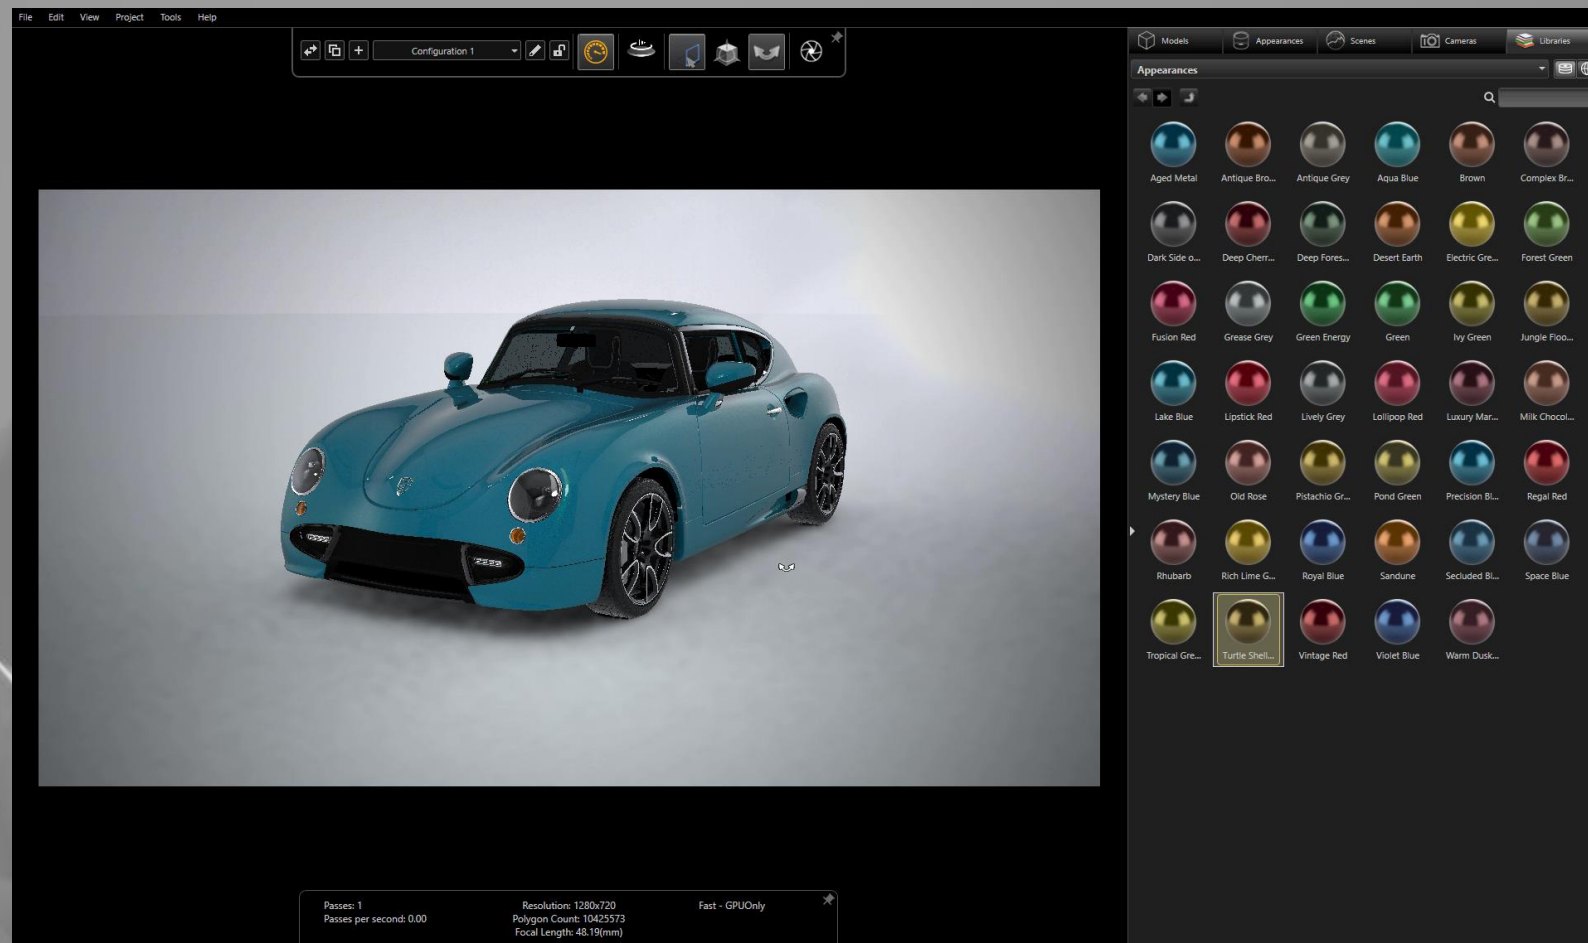 File Edit View Project Tools Help
Configuration 1
Models Appearances Scenes Cameras Libraries
Appearances
Aged Metal Antique Bro... Antique Grey Aqua Blue Brown Complex Br...
Dark Side o... Deep Cherr... Deep Fores... Desert Earth Electric Gre... Forest Green
Fusion Red Grease Grey Green Energy Green Ivy Green Jungle Floo...
Lake Blue Lipstick Red Lively Grey Lollipop Red Luxury Mar... Milk Chocol...
Mystery Blue Old Rose Pistachio Gr... Pond Green Precision Bl... Regal Red
Rhubarb Rich Lime G... Royal Blue Sandune Secluded Bl... Space Blue
Tropical Gre... Turtle Shell... Vintage Red Violet Blue Warm Dusk...
Passes: 1 Resolution: 1280x720 Fast - GPUOnly
Passes per second: 0.00 Polygon Count: 10425573
Focal Length: 48.19(mm)